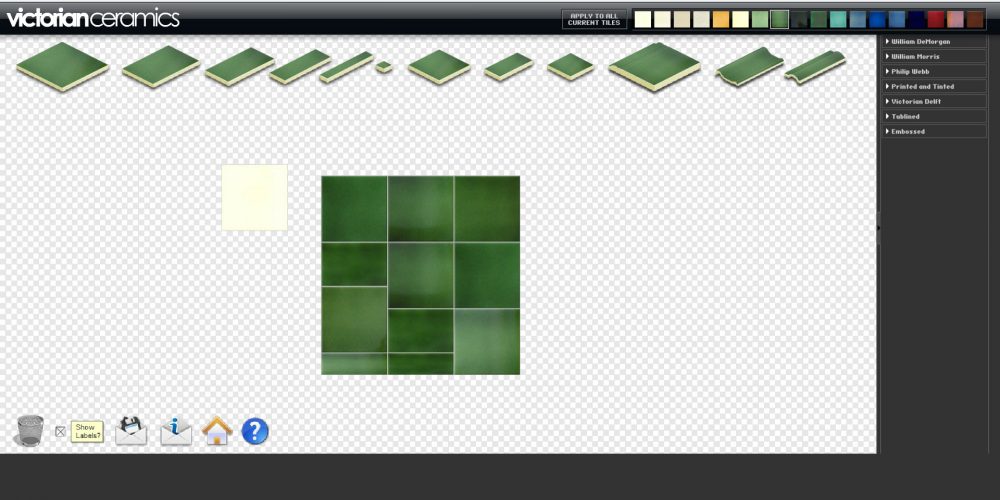 victorianceramics
APPLY TO ALL
CURRENT TILES
William DeMorgan
William Morris
Philip Webb
Printed and Tinted
Victorian Delft
Tublined
Embossed
Show
Labels?
i
?